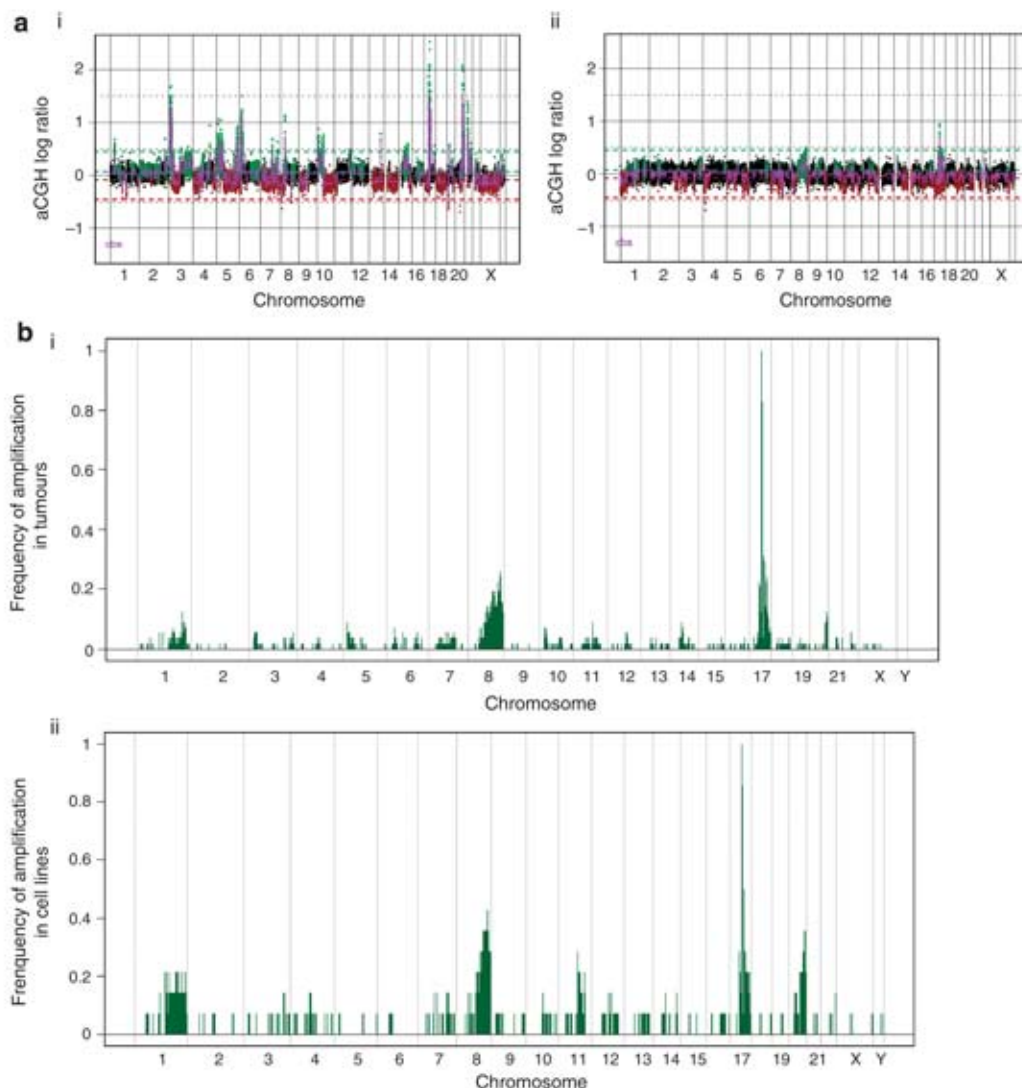 a
i
2
1
0
−1
aCGH log ratio
1 2 3 4 5 6 7 8 9 10 12 14 16 18 20 X
Chromosome
ii
2
1
0
−1
aCGH log ratio
1 2 3 4 5 6 7 8 9 10 12 14 16 18 20 X
Chromosome
b
i
1
0.8
0.6
0.4
0.2
0
Frequency of amplification
in tumours
1 2 3 4 5 6 7 8 9 10 11 12 13 14 15 17 19 21 X Y
Chromosome
ii
1
0.8
0.6
0.4
0.2
0
Frenquency of amplification
in cell lines
1 2 3 4 5 6 7 8 9 10 11 12 13 14 15 17 19 21 X Y
Chromosome